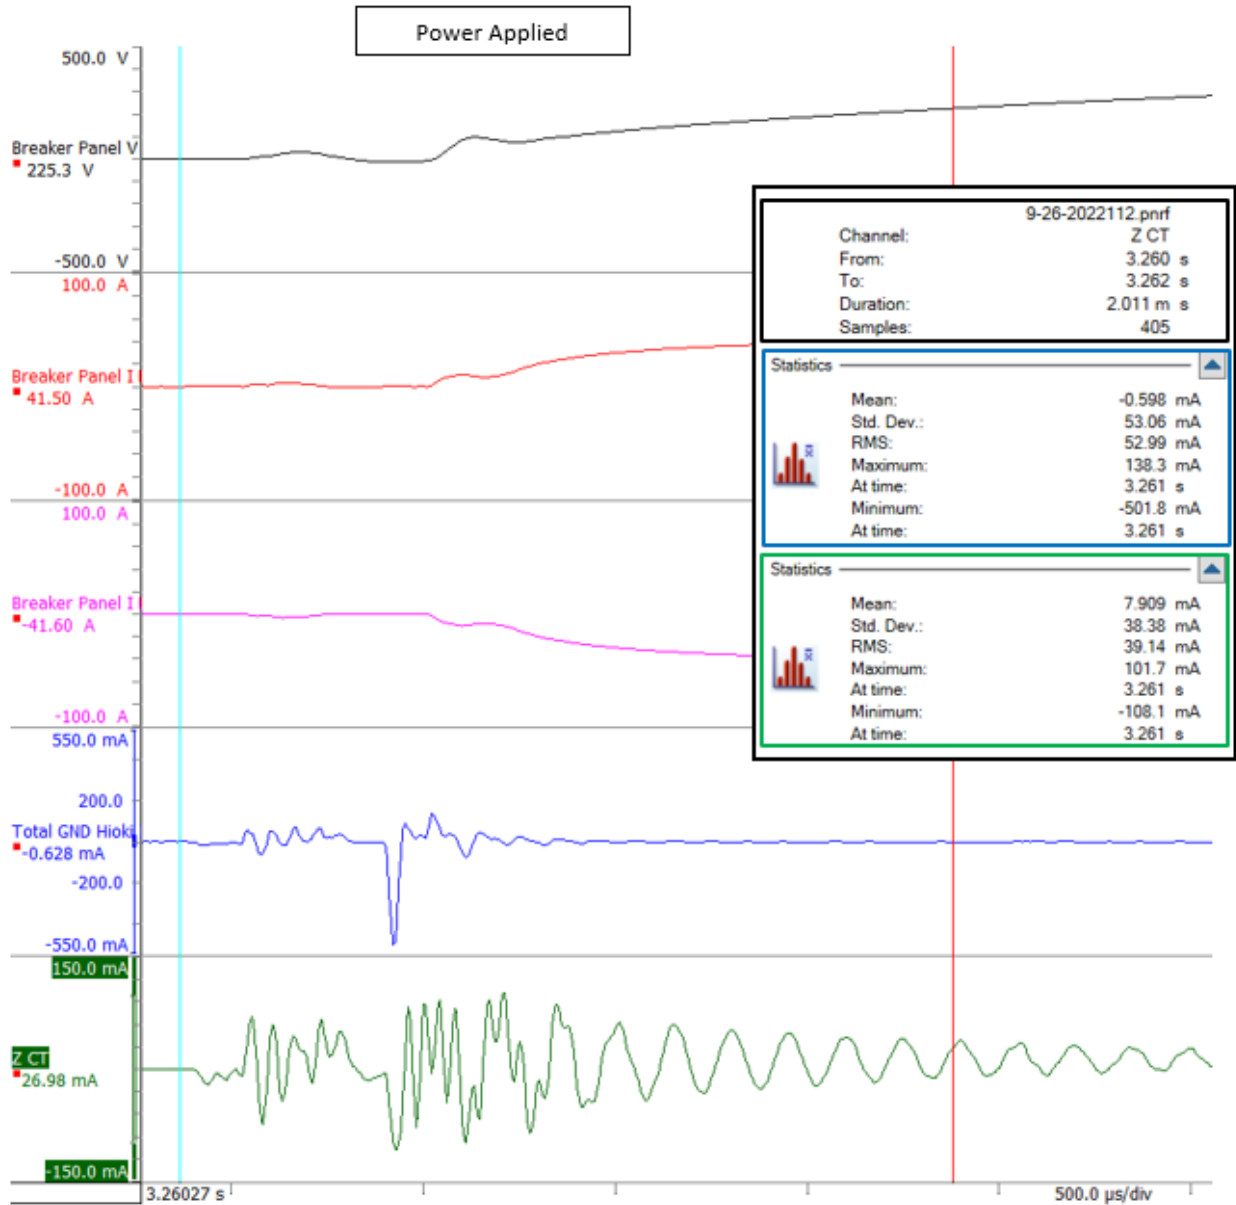 Power Applied
500.0 V
Breaker Panel V
225.3 V
-500.0 V
100.0 A
Breaker Panel I
41.50 A
-100.0 A
100.0 A
Breaker Panel I
-41.60 A
-100.0 A
550.0 mA
200.0
Total GND Hioki
-0.628 mA
-200.0
-550.0 mA
150.0 mA
Z CT
26.98 mA
-150.0 mA
3.26027 s
500.0 µs/div
9-26-2022112.pnrf
Channel: Z CT
From: 3.260 s
To: 3.262 s
Duration: 2.011 m s
Samples: 405
Statistics
Mean: -0.598 mA
Std. Dev.: 53.06 mA
RMS: 52.99 mA
Maximum: 138.3 mA
At time: 3.261 s
Minimum: -501.8 mA
At time: 3.261 s
Statistics
Mean: 7.909 mA
Std. Dev.: 38.38 mA
RMS: 39.14 mA
Maximum: 101.7 mA
At time: 3.261 s
Minimum: -108.1 mA
At time: 3.261 s